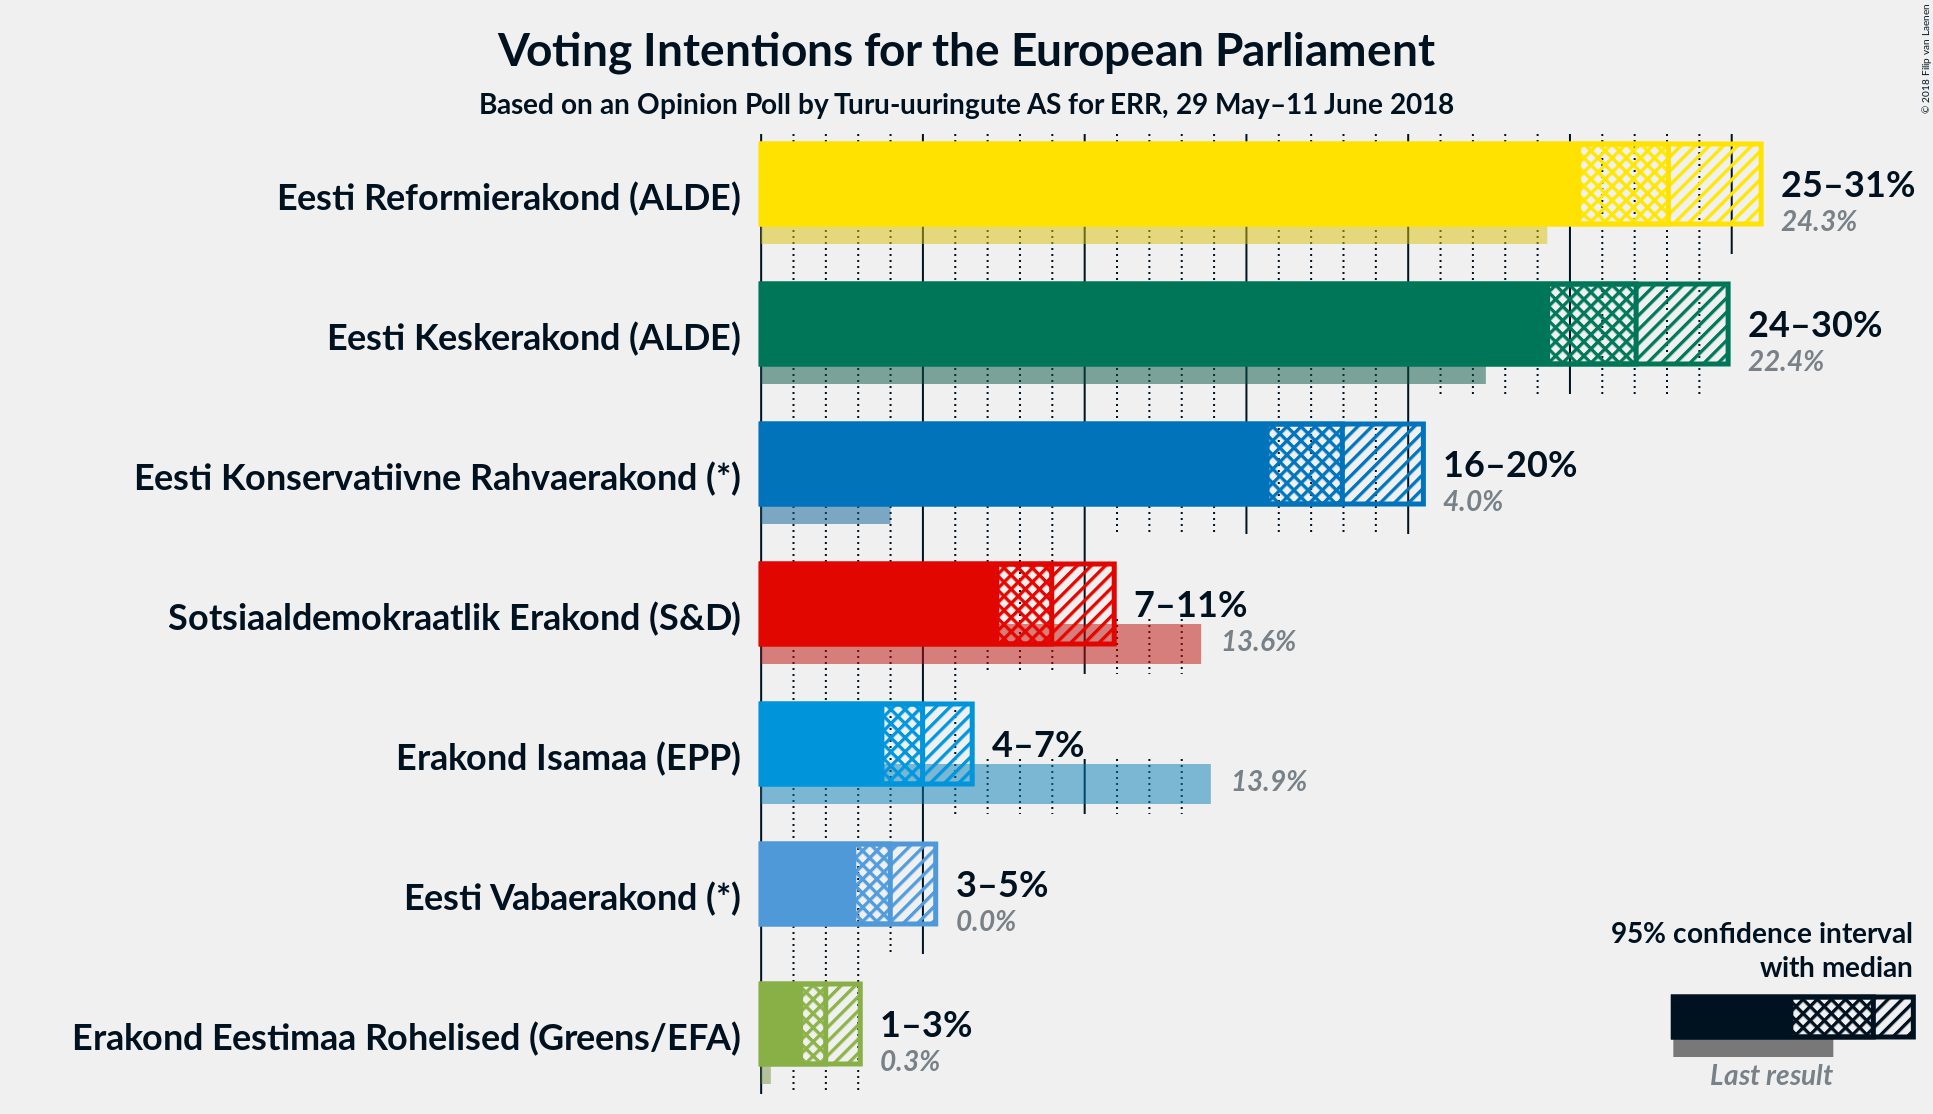 Voting Intentions for the European Parliament
Based on an Opinion Poll by Turu-uuringute AS for ERR, 29 May–11 June 2018
© 2018 Filip van Laenen
Eesti Reformierakond (ALDE)
25–31%
24.3%
Eesti Keskerakond (ALDE)
24–30%
22.4%
Eesti Konservatiivne Rahvaerakond (*)
16–20%
4.0%
Sotsiaaldemokraatlik Erakond (S&D)
7–11%
13.6%
Erakond Isamaa (EPP)
4–7%
13.9%
Eesti Vabaerakond (*)
3–5%
0.0%
Erakond Eestimaa Rohelised (Greens/EFA)
1–3%
0.3%
95% confidence interval
with median
Last result